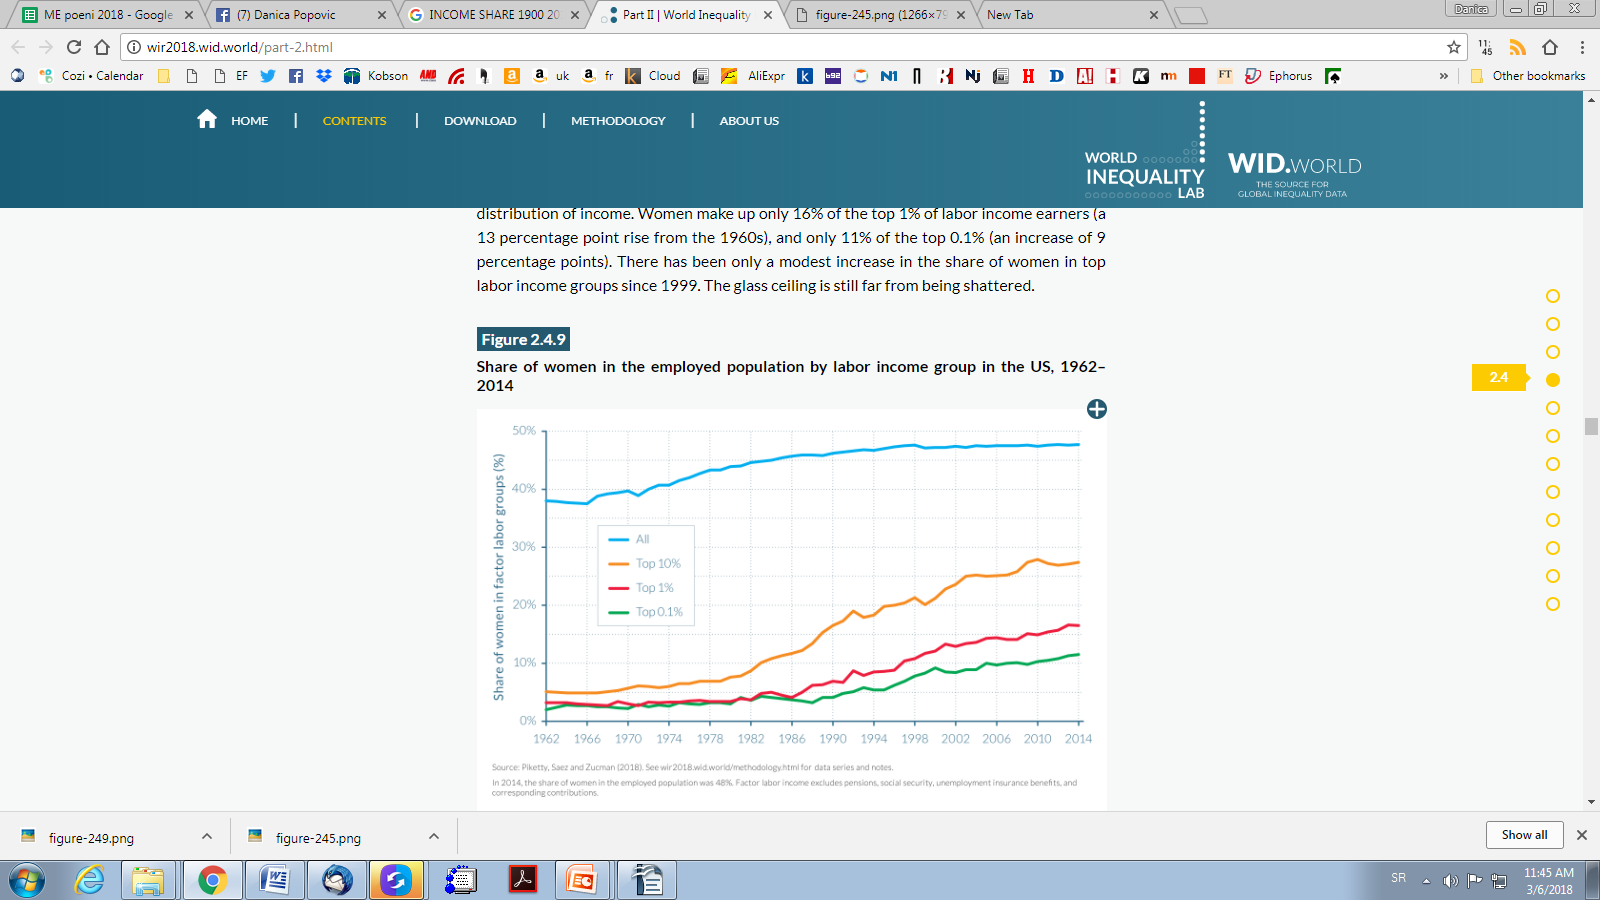 ME poeni 2018 - Google
(7) Danica Popovic
INCOME SHARE 1900 20
Part II | World Inequality
figure-245.png (1266×79
New Tab
Danica
wir2018.wid.world/part-2.html
11:
45
Cozi • Calendar
EF
Kobson
uk
fr
Cloud
AliExpr
b92
N1
Nj
H
D
A!
K
nm
FT
Ephorus
»
Other bookmarks
HOME | CONTENTS | DOWNLOAD | METHODOLOGY | ABOUT US
WORLD
INEQUALITY
LAB
WID.WORLD
THE SOURCE FOR
GLOBAL INEQUALITY DATA
distribution of income. Women make up only 16% of the top 1% of labor income earners (a
13 percentage point rise from the 1960s), and only 11% of the top 0.1% (an increase of 9
percentage points). There has been only a modest increase in the share of women in top
labor income groups since 1999. The glass ceiling is still far from being shattered.
Figure 2.4.9
Share of women in the employed population by labor income group in the US, 1962–
2014
2.4
Share of women in factor labor groups (%)
50%
40%
30%
20%
10%
0%
All
Top 10%
Top 1%
Top 0.1%
1962 1966 1970 1974 1978 1982 1986 1990 1994 1998 2002 2006 2010 2014
Source: Piketty, Saez and Zucman (2018). See wir2018.wid.world/methodology.html for data series and notes.
In 2014, the share of women in the employed population was 48%. Factor labor income excludes pensions, social security, unemployment insurance benefits, and
corresponding contributions.
figure-249.png
figure-245.png
Show all
SR
11:45 AM
3/6/2018